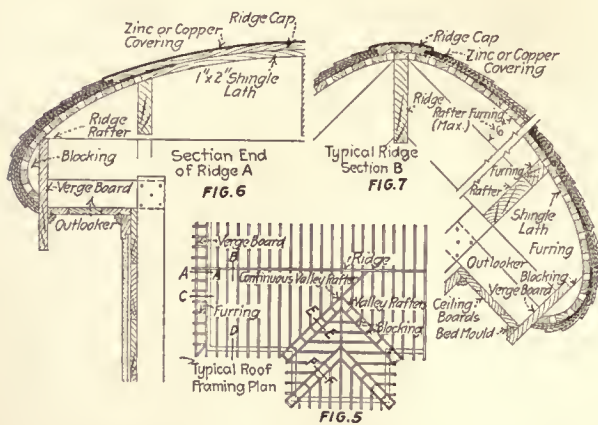 Zinc or Copper
Covering
Ridge Cap
1"x 2" Shingle
Lath
Ridge
Rafter
Blocking
Verge Board
Outlooker
Section End
of Ridge A
FIG. 6
Ridge Cap
Zinc or Copper
Covering
Ridge
Rafter Furring
(Max.) 6"
Typical Ridge
Section B
FIG. 7
Furring
Rafter
Shingle
Lath
Furring
Outlooker
Blocking
Verge Board
Ceiling
Boards
Bed Mould
Verge Board
B
Ridge
A
A
Continuous Valley Rafter
C
Valley Rafter
Furring
Blocking
D
E
E
F
F
Typical Roof
Framing Plan
FIG. 5